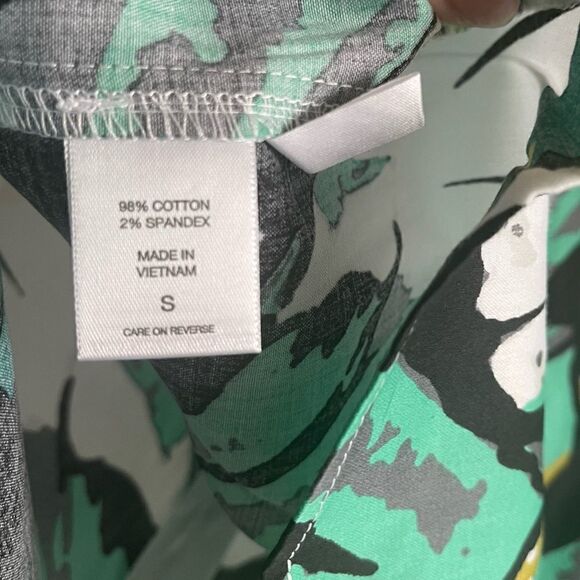 98% COTTON
2% SPANDEX
MADE IN
VIETNAM
S
CARE ON REVERSE